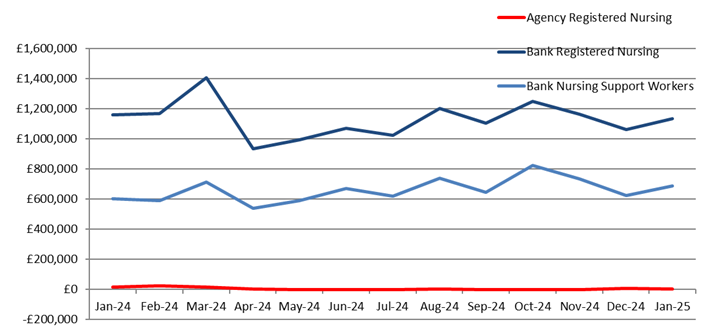 Agency Registered Nursing
Bank Registered Nursing
Bank Nursing Support Workers
£1,600,000
£1,400,000
£1,200,000
£1,000,000
£800,000
£600,000
£400,000
£200,000
£0
-£200,000
Jan-24 Feb-24 Mar-24 Apr-24 May-24 Jun-24 Jul-24 Aug-24 Sep-24 Oct-24 Nov-24 Dec-24 Jan-25